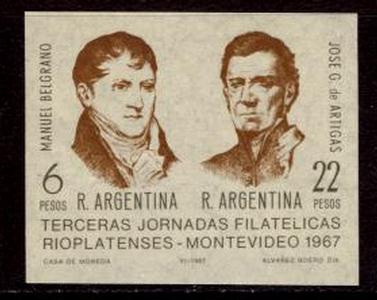 MANUEL BELGRANO
JOSE G. de ARTIGAS
6 PESOS
R. ARGENTINA
R. ARGENTINA
22 PESOS
TERCERAS JORNADAS FILATELICAS
RIOPLATENSES - MONTEVIDEO 1967
CASA DE MONEDA VI-1967 ALVAREZ BOERO DIA